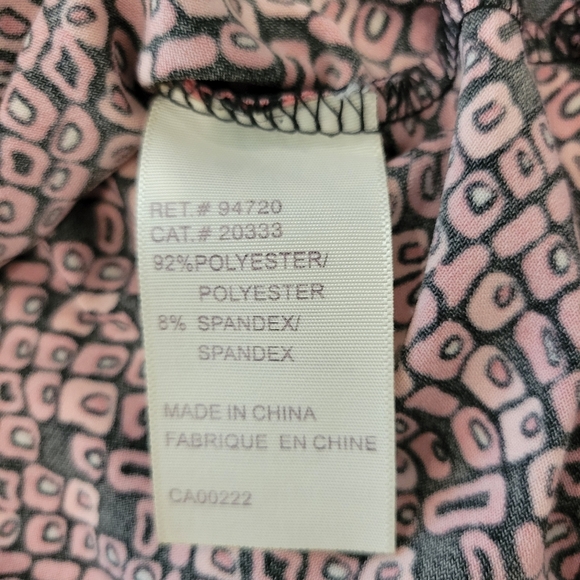 RET.# 94720
CAT.# 20333
92%POLYESTER/
POLYESTER
8% SPANDEX/
SPANDEX
MADE IN CHINA
FABRIQUE EN CHINE
CA00222